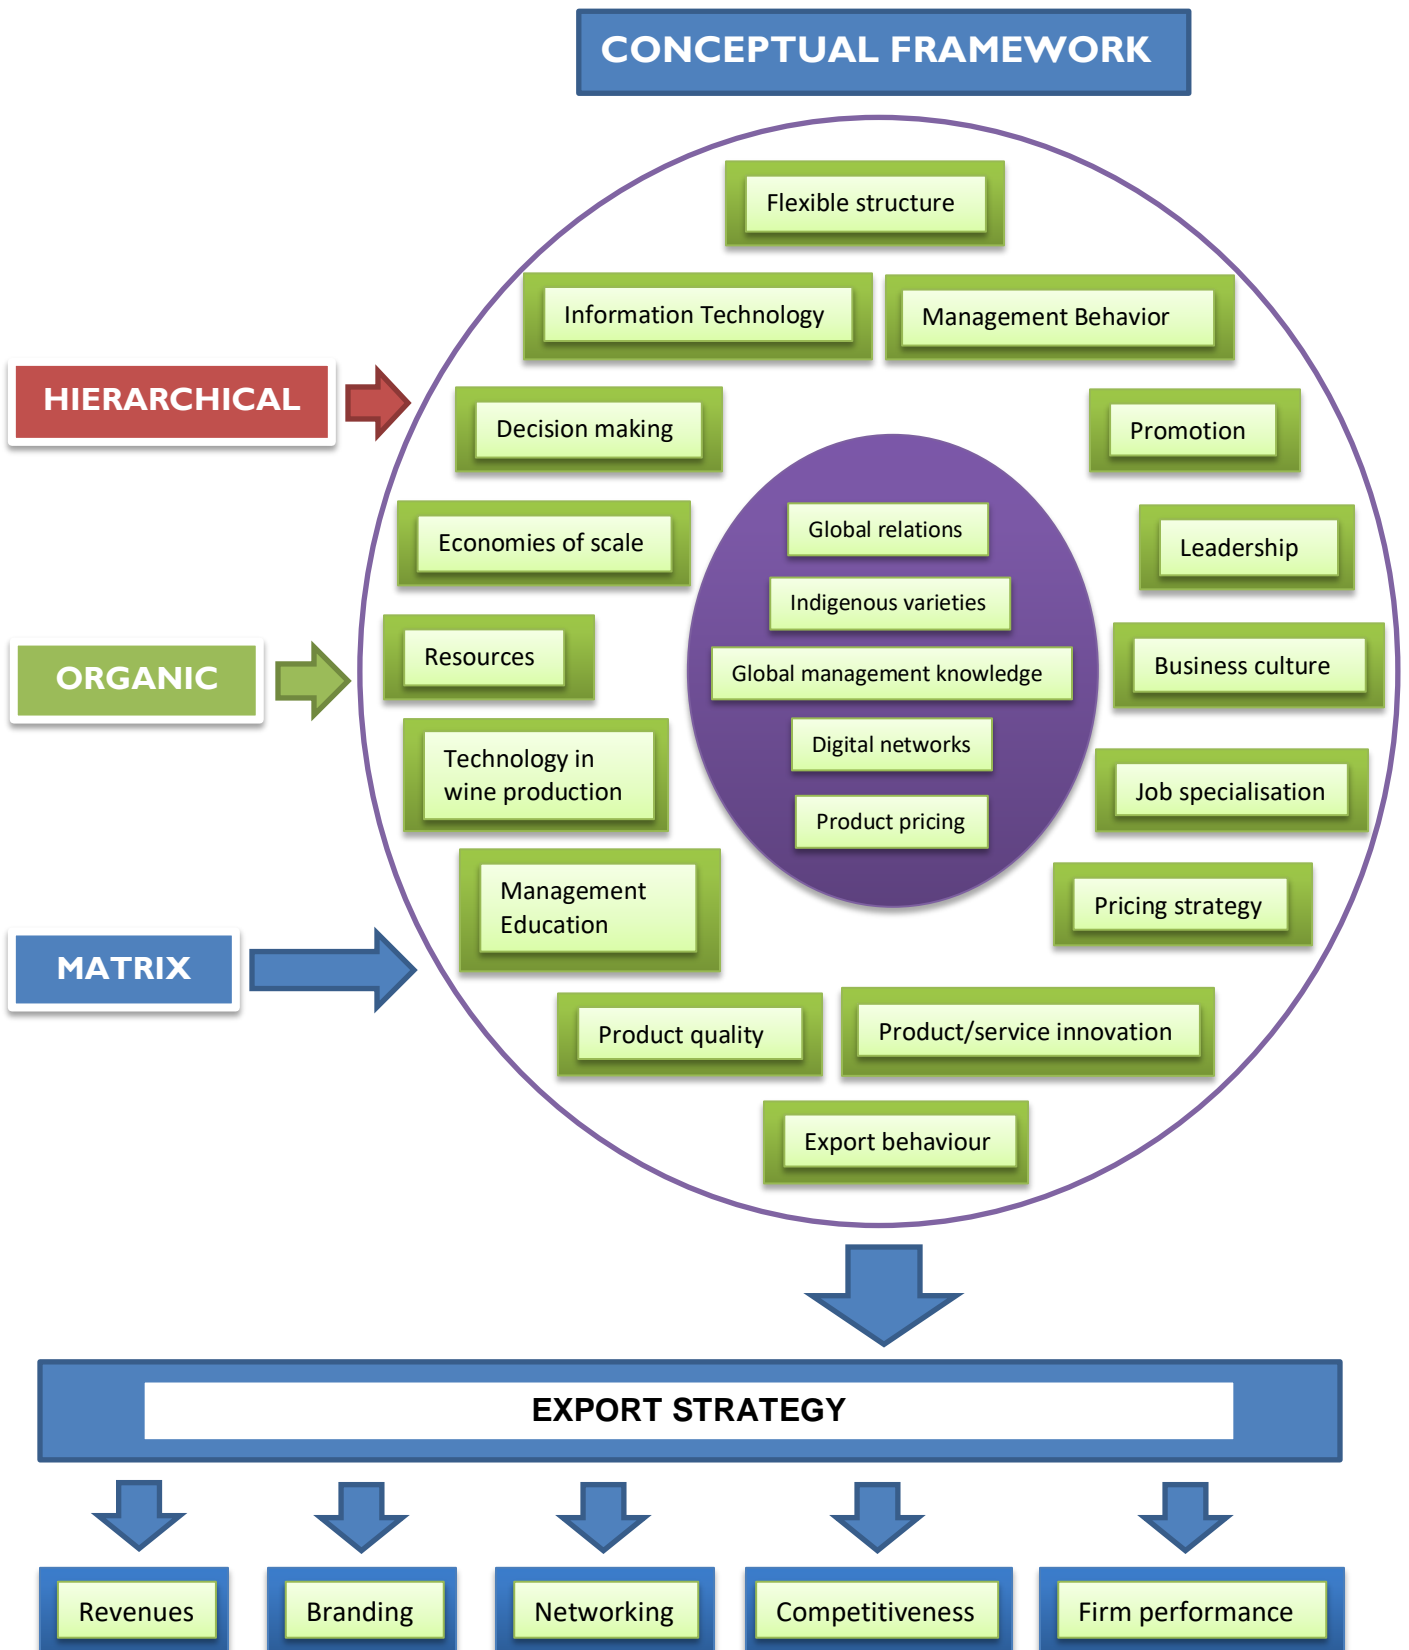 CONCEPTUAL FRAMEWORK
Flexible structure
Information Technology
Management Behavior
HIERARCHICAL
Decision making
Promotion
Economies of scale
Global relations
Leadership
Indigenous varieties
ORGANIC
Resources
Global management knowledge
Business culture
Technology in
wine production
Digital networks
Job specialisation
Product pricing
Management
Education
Pricing strategy
MATRIX
Product quality
Product/service innovation
Export behaviour
EXPORT STRATEGY
Revenues
Branding
Networking
Competitiveness
Firm performance